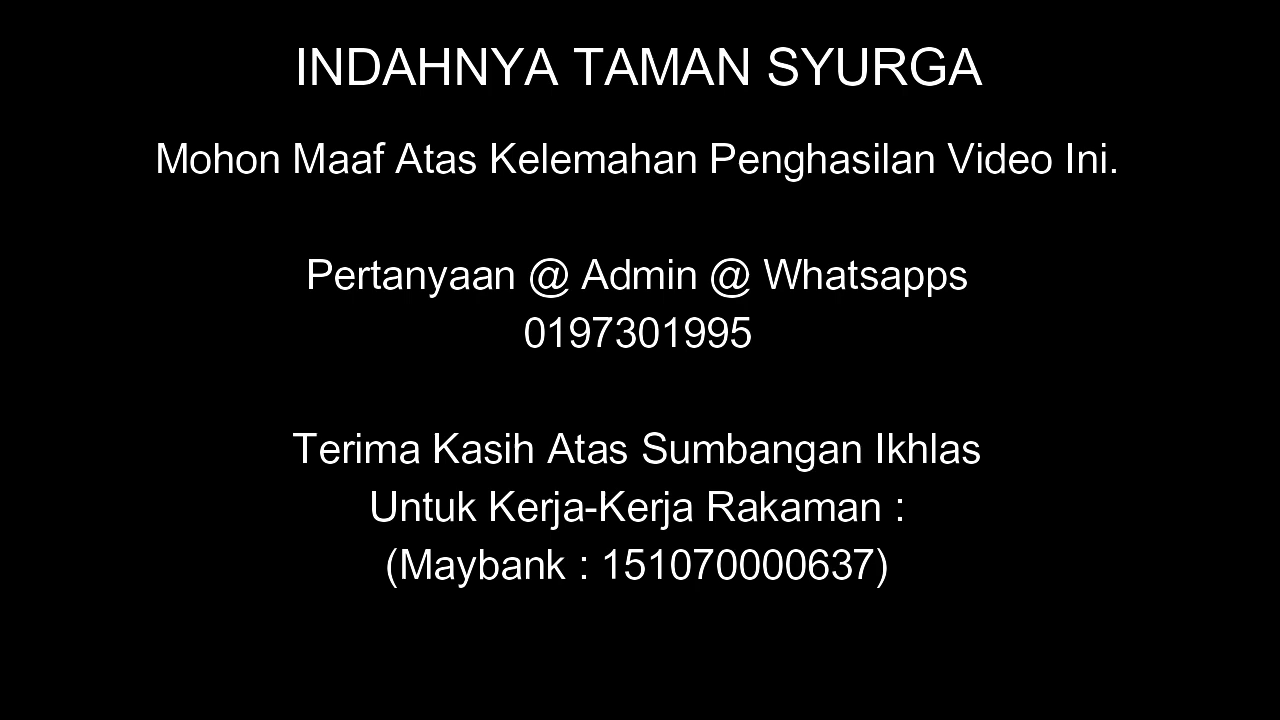 INDAHNYA TAMAN SYURGA
Mohon Maaf Atas Kelemahan Penghasilan Video Ini.
Pertanyaan @ Admin @ Whatsapps
0197301995
Terima Kasih Atas Sumbangan Ikhlas
Untuk Kerja-Kerja Rakaman :
(Maybank : 151070000637)